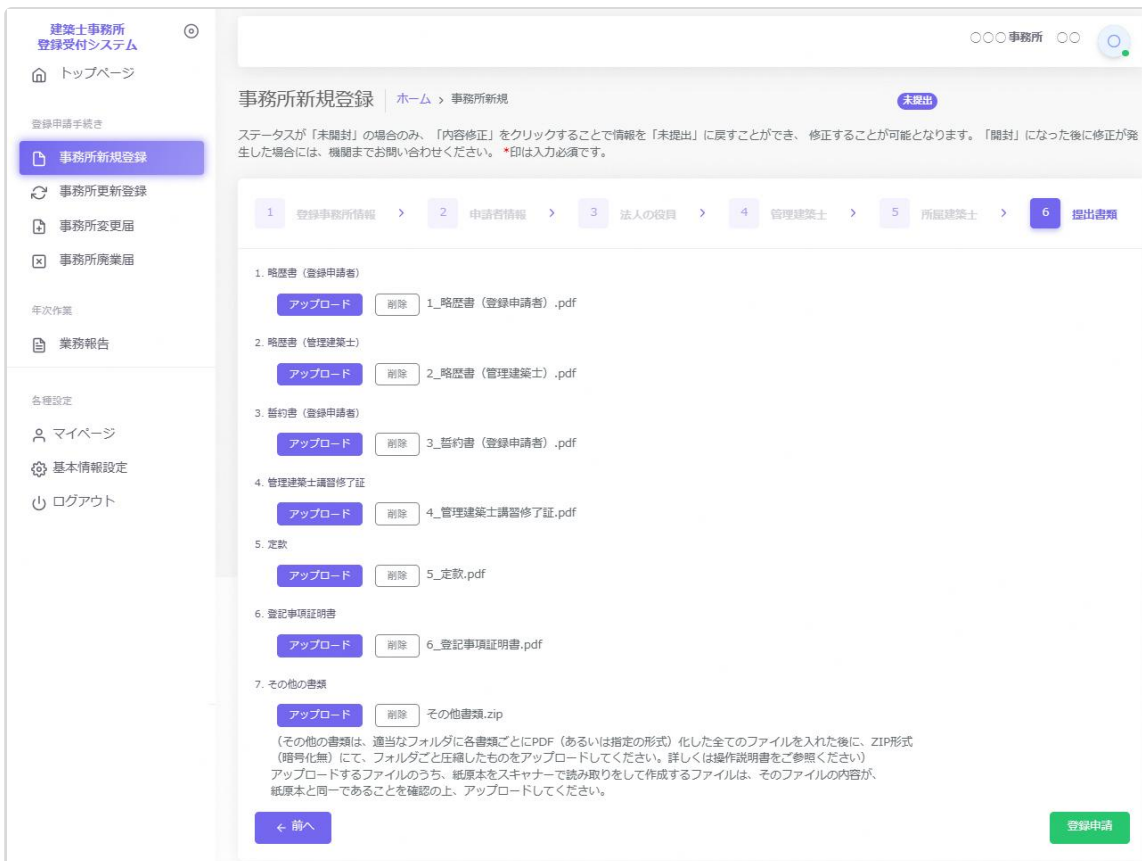 建築士事務所
登録受付システム
トップページ
登録申請手続き
事務所新規登録
事務所更新登録
事務所変更届
事務所廃業届
年次作業
業務報告
各種設定
マイページ
基本情報設定
ログアウト
○○○事務所 ○○
○
事務所新規登録 ホーム > 事務所新規 未提出
ステータスが「未開封」の場合のみ、「内容修正」をクリックすることで情報を「未提出」に戻すことができ、 修正することが可能となります。「開封」になった後に修正が発
生した場合には、機関までお問い合わせください。 *印は入力必須です。
1 登録事務所情報 > 2 申請者情報 > 3 法人の役員 > 4 管理建築士 > 5 所属建築士 > 6 提出書類
1. 略歴書（登録申請者）
アップロード 削除 1_略歴書（登録申請者）.pdf
2. 略歴書（管理建築士）
アップロード 削除 2_略歴書（管理建築士）.pdf
3. 誓約書（登録申請者）
アップロード 削除 3_誓約書（登録申請者）.pdf
4. 管理建築士講習修了証
アップロード 削除 4_管理建築士講習修了証.pdf
5. 定款
アップロード 削除 5_定款.pdf
6. 登記事項証明書
アップロード 削除 6_登記事項証明書.pdf
7. その他の書類
アップロード 削除 その他書類.zip
（その他の書類は、適当なフォルダに各書類ごとにPDF（あるいは指定の形式）化した全てのファイルを入れた後に、ZIP形式
（暗号化無）にて、フォルダごと圧縮したものをアップロードしてください。詳しくは操作説明書をご参照ください）
アップロードするファイルのうち、紙原本をスキャナーで読み取りをして作成するファイルは、そのファイルの内容が、
紙原本と同一であることを確認の上、アップロードしてください。
← 前へ 登録申請